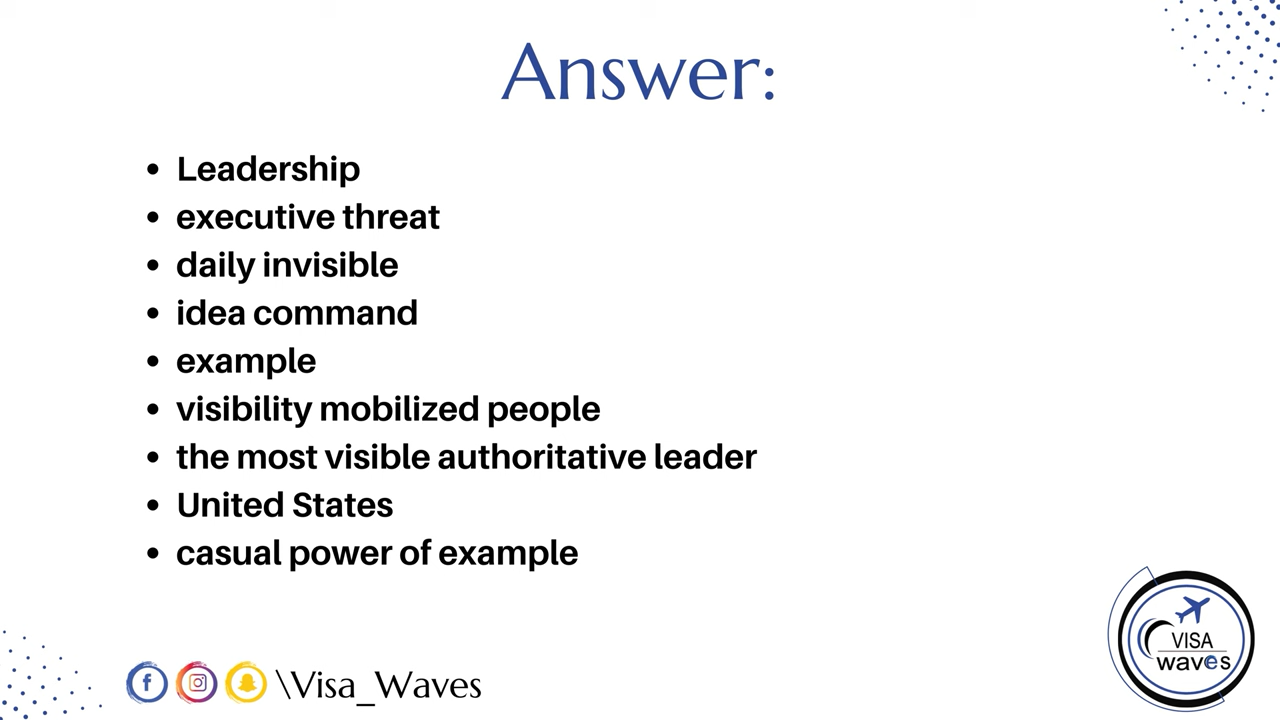 Answer:
• Leadership
• executive threat
• daily invisible
• idea command
• example
• visibility mobilized people
• the most visible authoritative leader
• United States
• casual power of example
\Visa_Waves
VISA
waves